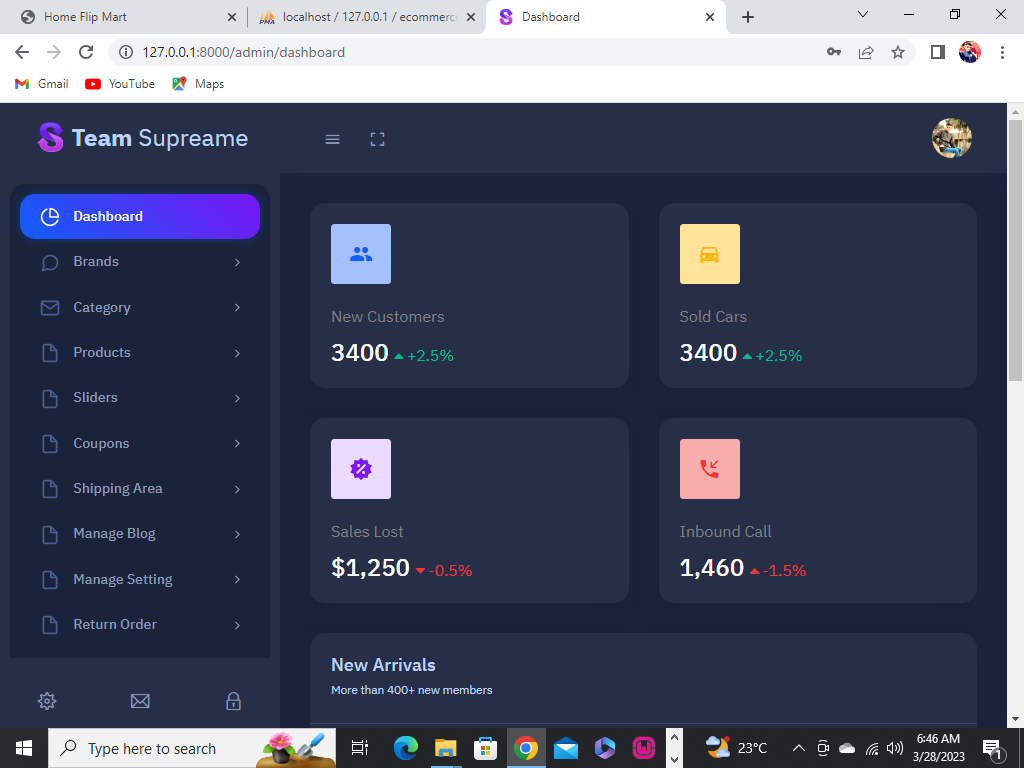 Home Flip Mart
localhost / 127.0.0.1 / ecommerc
Dashboard
127.0.0.1:8000/admin/dashboard
Gmail
YouTube
Maps
Team Supreame
Dashboard
Brands
Category
Products
Sliders
Coupons
Shipping Area
Manage Blog
Manage Setting
Return Order
New Customers
3400 +2.5%
Sold Cars
3400 +2.5%
Sales Lost
$1,250 -0.5%
Inbound Call
1,460 -1.5%
New Arrivals
More than 400+ new members
Type here to search
23°C
6:46 AM
3/28/2023
1